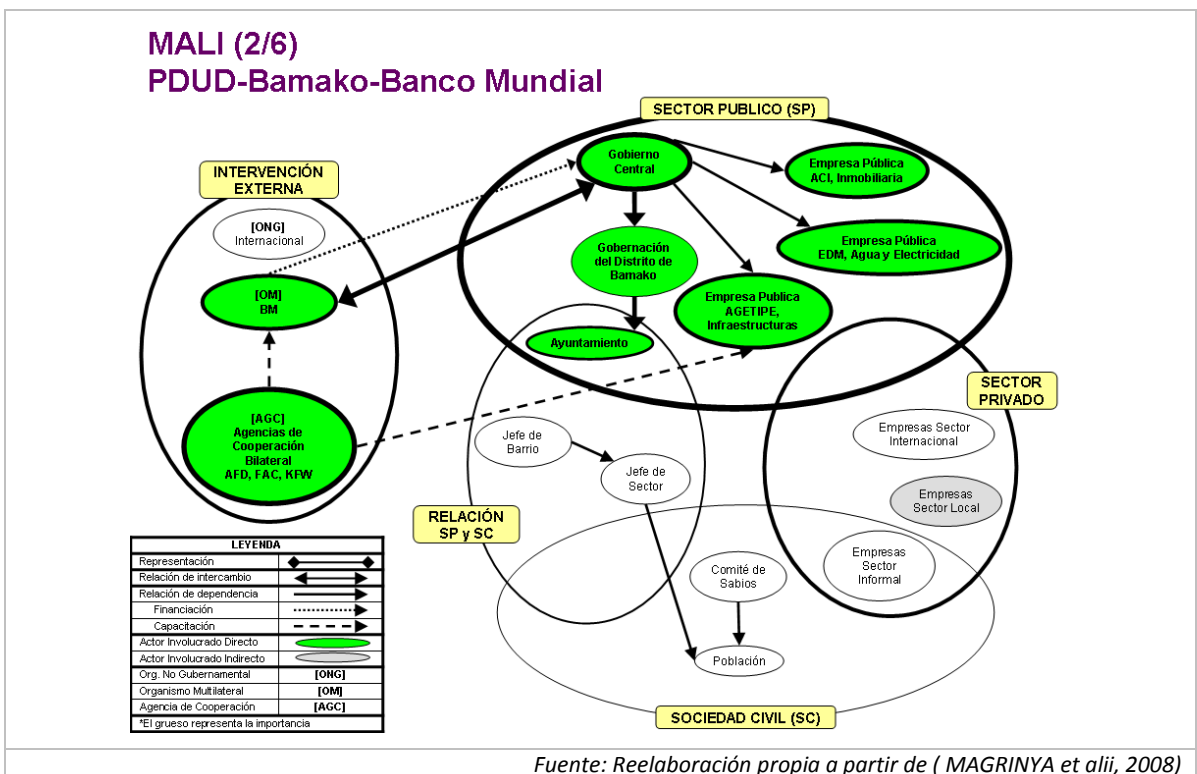 MALI (2/6)
PDUD-Bamako-Banco Mundial
SECTOR PUBLICO (SP)
Gobierno
Central
Empresa Pública
ACI, Inmobiliaria
INTERVENCIÓN
EXTERNA
[ONG]
Internacional
Gobernación
del Distrito de
Bamako
Empresa Pública
EDM, Agua y Electricidad
[OM]
BM
Empresa Publica
AGETIPE,
Infraestructuras
Ayuntamiento
SECTOR
PRIVADO
[AGC]
Agencias de
Cooperación
Bilateral
AFD, FAC, KFW
Jefe de
Barrio
Jefe de
Sector
Empresas Sector
Internacional
Empresas
Sector Local
RELACIÓN
SP y SC
Empresas
Sector
Informal
Comité de
Sabios
Población
SOCIEDAD CIVIL (SC)
LEYENDA
Representación
Relación de intercambio
Relación de dependencia
Financiación
Capacitación
Actor Involucrado Directo
Actor Involucrado Indirecto
Org. No Gubernamental [ONG]
Organismo Multilateral [OM]
Agencia de Cooperación [AGC]
*El grueso representa la importancia
Fuente: Reelaboración propia a partir de ( MAGRINYA et alii, 2008)